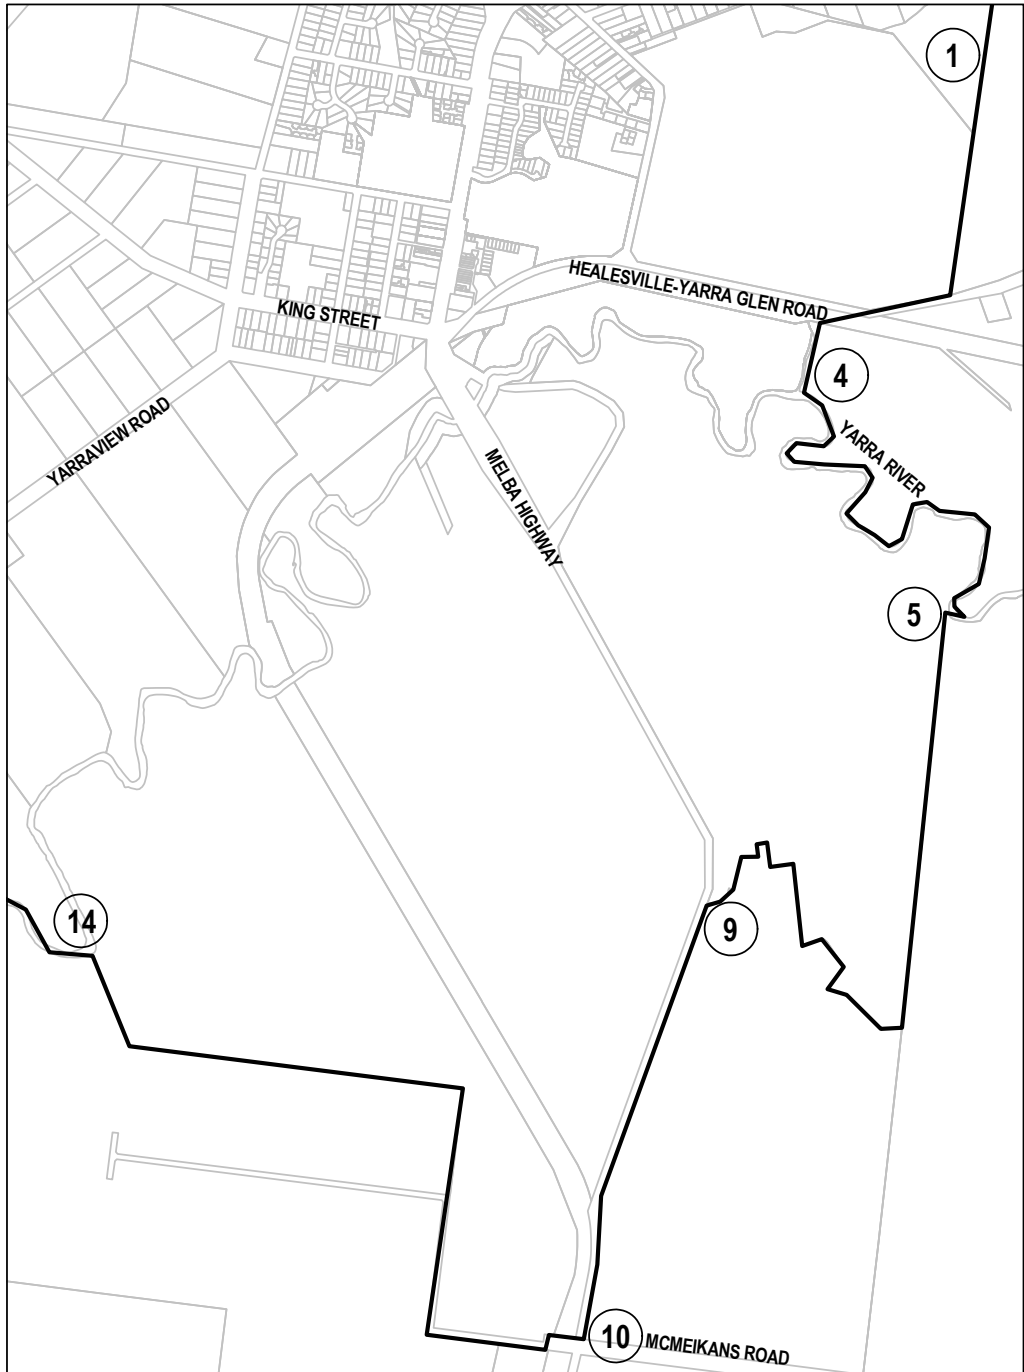 1
HEALESVILLE-YARRA GLEN ROAD
KING STREET
4
YARRAVIEW ROAD
YARRA RIVER
MELBA HIGHWAY
5
14
9
10
MCMEIKANS ROAD